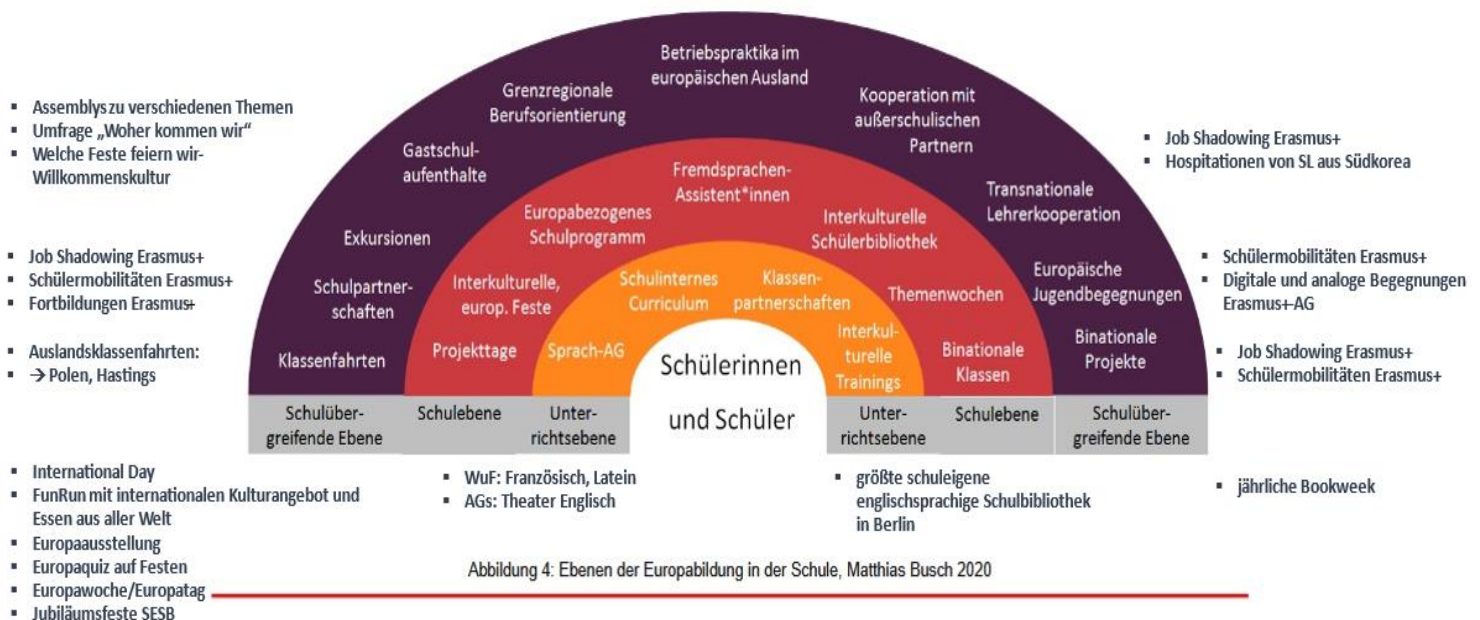 ▪ Assemblys zu verschiedenen Themen
▪ Umfrage „Woher kommen wir“
▪ Welche Feste feiern wir-
Willkommenskultur
▪ Job Shadowing Erasmus+
▪ Schülermobilitäten Erasmus+
▪ Fortbildungen Erasmus+
▪ Auslandsklassenfahrten:
▪ → Polen, Hastings
Betriebspraktika im
europäischen Ausland
Grenzregionale
Berufsorientierung
Kooperation mit
außerschulischen
Partnern
Gastschul-
aufenthalte
Transnationale
Lehrerkooperation
Exkursionen
Europäische
Jugendbegegnungen
Schulpartner-
schaften
Binationale
Projekte
Klassenfahrten
Fremdsprachen-
Assistent*innen
Europabezogenes
Schulprogramm
Interkulturelle
Schülerbibliothek
Interkulturelle,
europ. Feste
Themenwochen
Projekttage
Binationale
Klassen
Schulinternes
Curriculum
Klassen-
partnerschaften
Sprach-AG
Interkul-
turelle
Trainings
Schülerinnen
und Schüler
Schulüber-
greifende Ebene
Schulebene
Unter-
richtsebene
Unter-
richtsebene
Schulebene
Schulüber-
greifende Ebene
▪ Job Shadowing Erasmus+
▪ Hospitationen von SL aus Südkorea
▪ Schülermobilitäten Erasmus+
▪ Digitale und analoge Begegnungen
Erasmus+-AG
▪ Job Shadowing Erasmus+
▪ Schülermobilitäten Erasmus+
▪ International Day
▪ FunRun mit internationalen Kulturangebot und
Essen aus aller Welt
▪ Europaausstellung
▪ Europaquiz auf Festen
▪ Europawoche/Europatag
▪ Jubiläumsfeste SESB
▪ WuF: Französisch, Latein
▪ AGs: Theater Englisch
▪ größte schuleigene
englischsprachige Schulbibliothek
in Berlin
▪ jährliche Bookweek
Abbildung 4: Ebenen der Europabildung in der Schule, Matthias Busch 2020